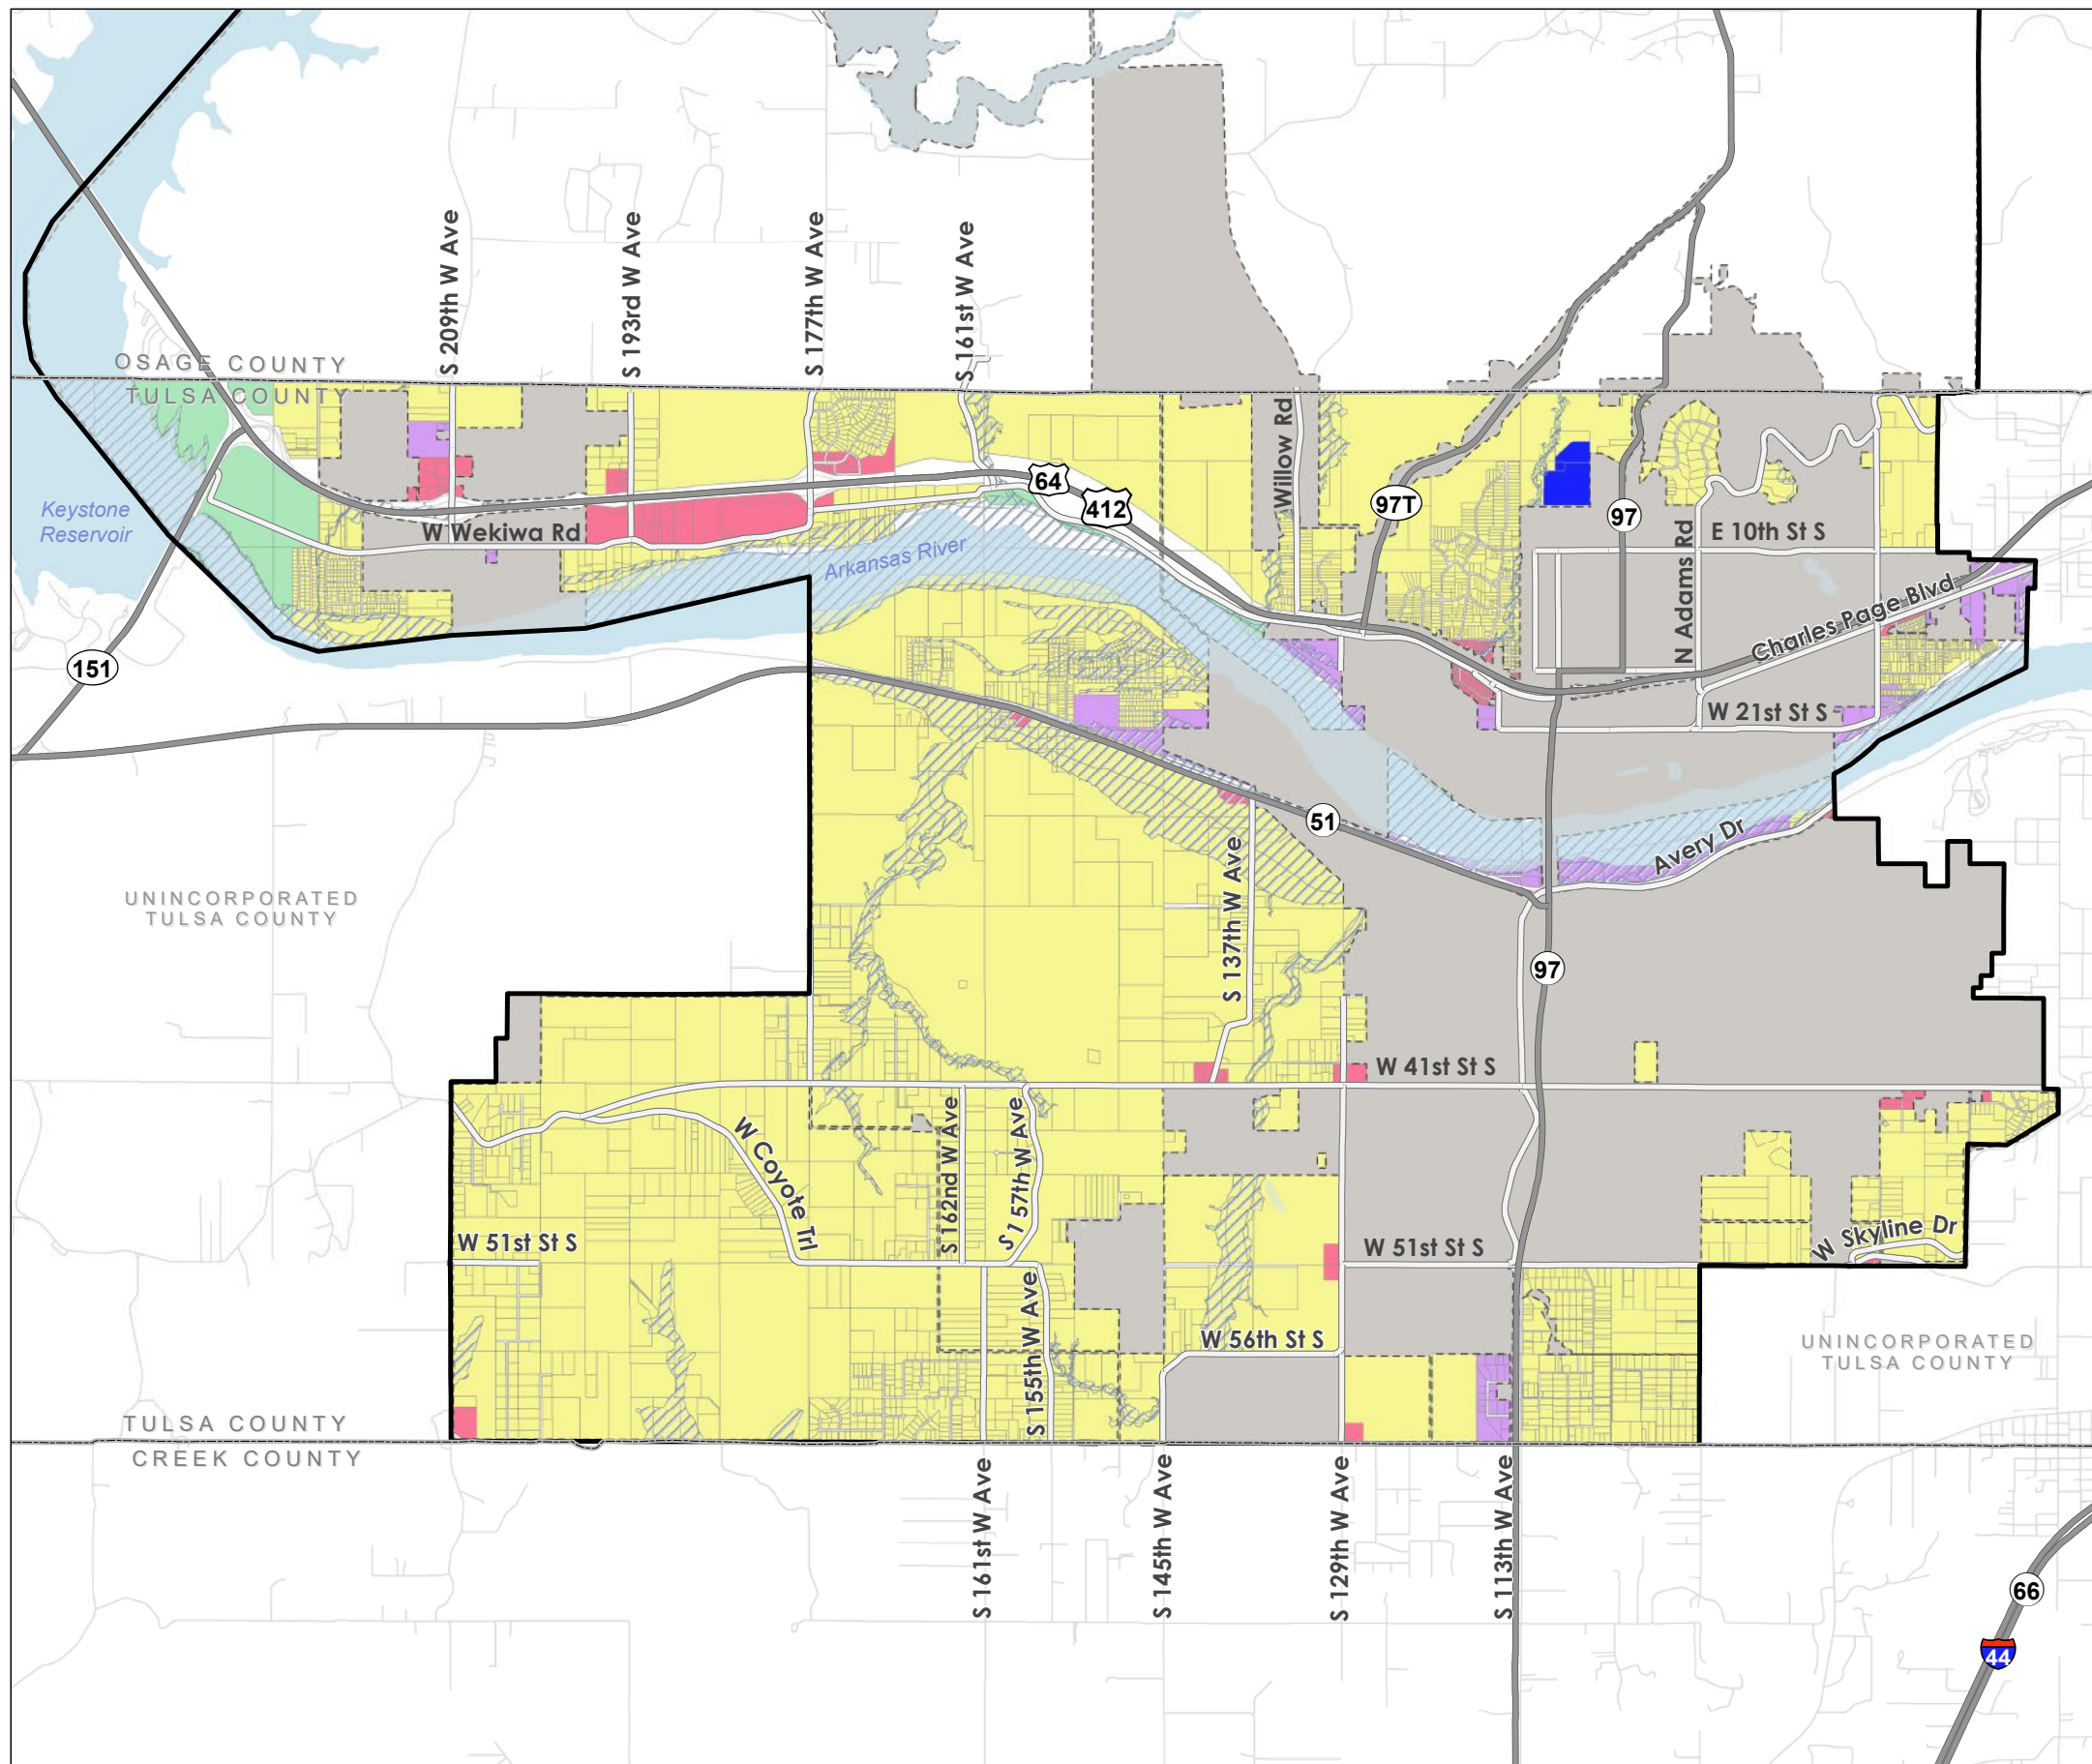 S 209th W Ave
S 193rd W Ave
S 177th W Ave
S 161st W Ave
OSAGE COUNTY
TULSA COUNTY
Willow Rd
64
412
97T
97
Keystone
Reservoir
W Wekiwa Rd
Arkansas River
N Adams Rd
E 10th St S
Charles Page Blvd
151
W 21st St S
51
Avery Dr
S 137th W Ave
UNINCORPORATED
TULSA COUNTY
97
W 41st St S
W Coyote Trl
S 162nd W Ave
S 157th W Ave
W 51st St S
W 51st St S
W Skyline Dr
S 155th W Ave
W 56th St S
UNINCORPORATED
TULSA COUNTY
TULSA COUNTY
CREEK COUNTY
S 161st W Ave
S 145th W Ave
S 129th W Ave
S 113th W Ave
66
44